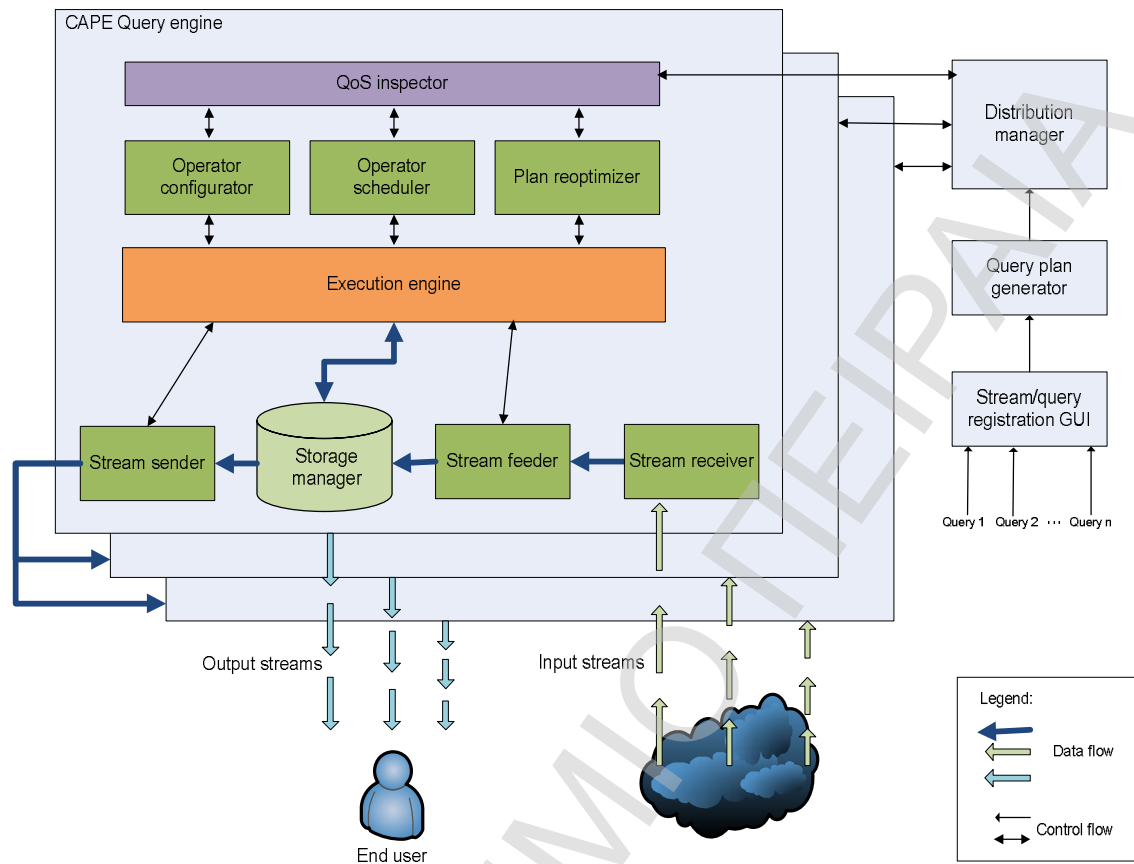 CAPE Query engine
QoS inspector
Operator
configurator
Operator
scheduler
Plan reoptimizer
Execution engine
Stream sender
Storage
manager
Stream feeder
Stream receiver
Distribution
manager
Query plan
generator
Stream/query
registration GUI
Query 1 Query 2 ... Query n
Output streams
Input streams
End user
Legend:
Data flow
Control flow
ΠΕΙΡΑΙΑ